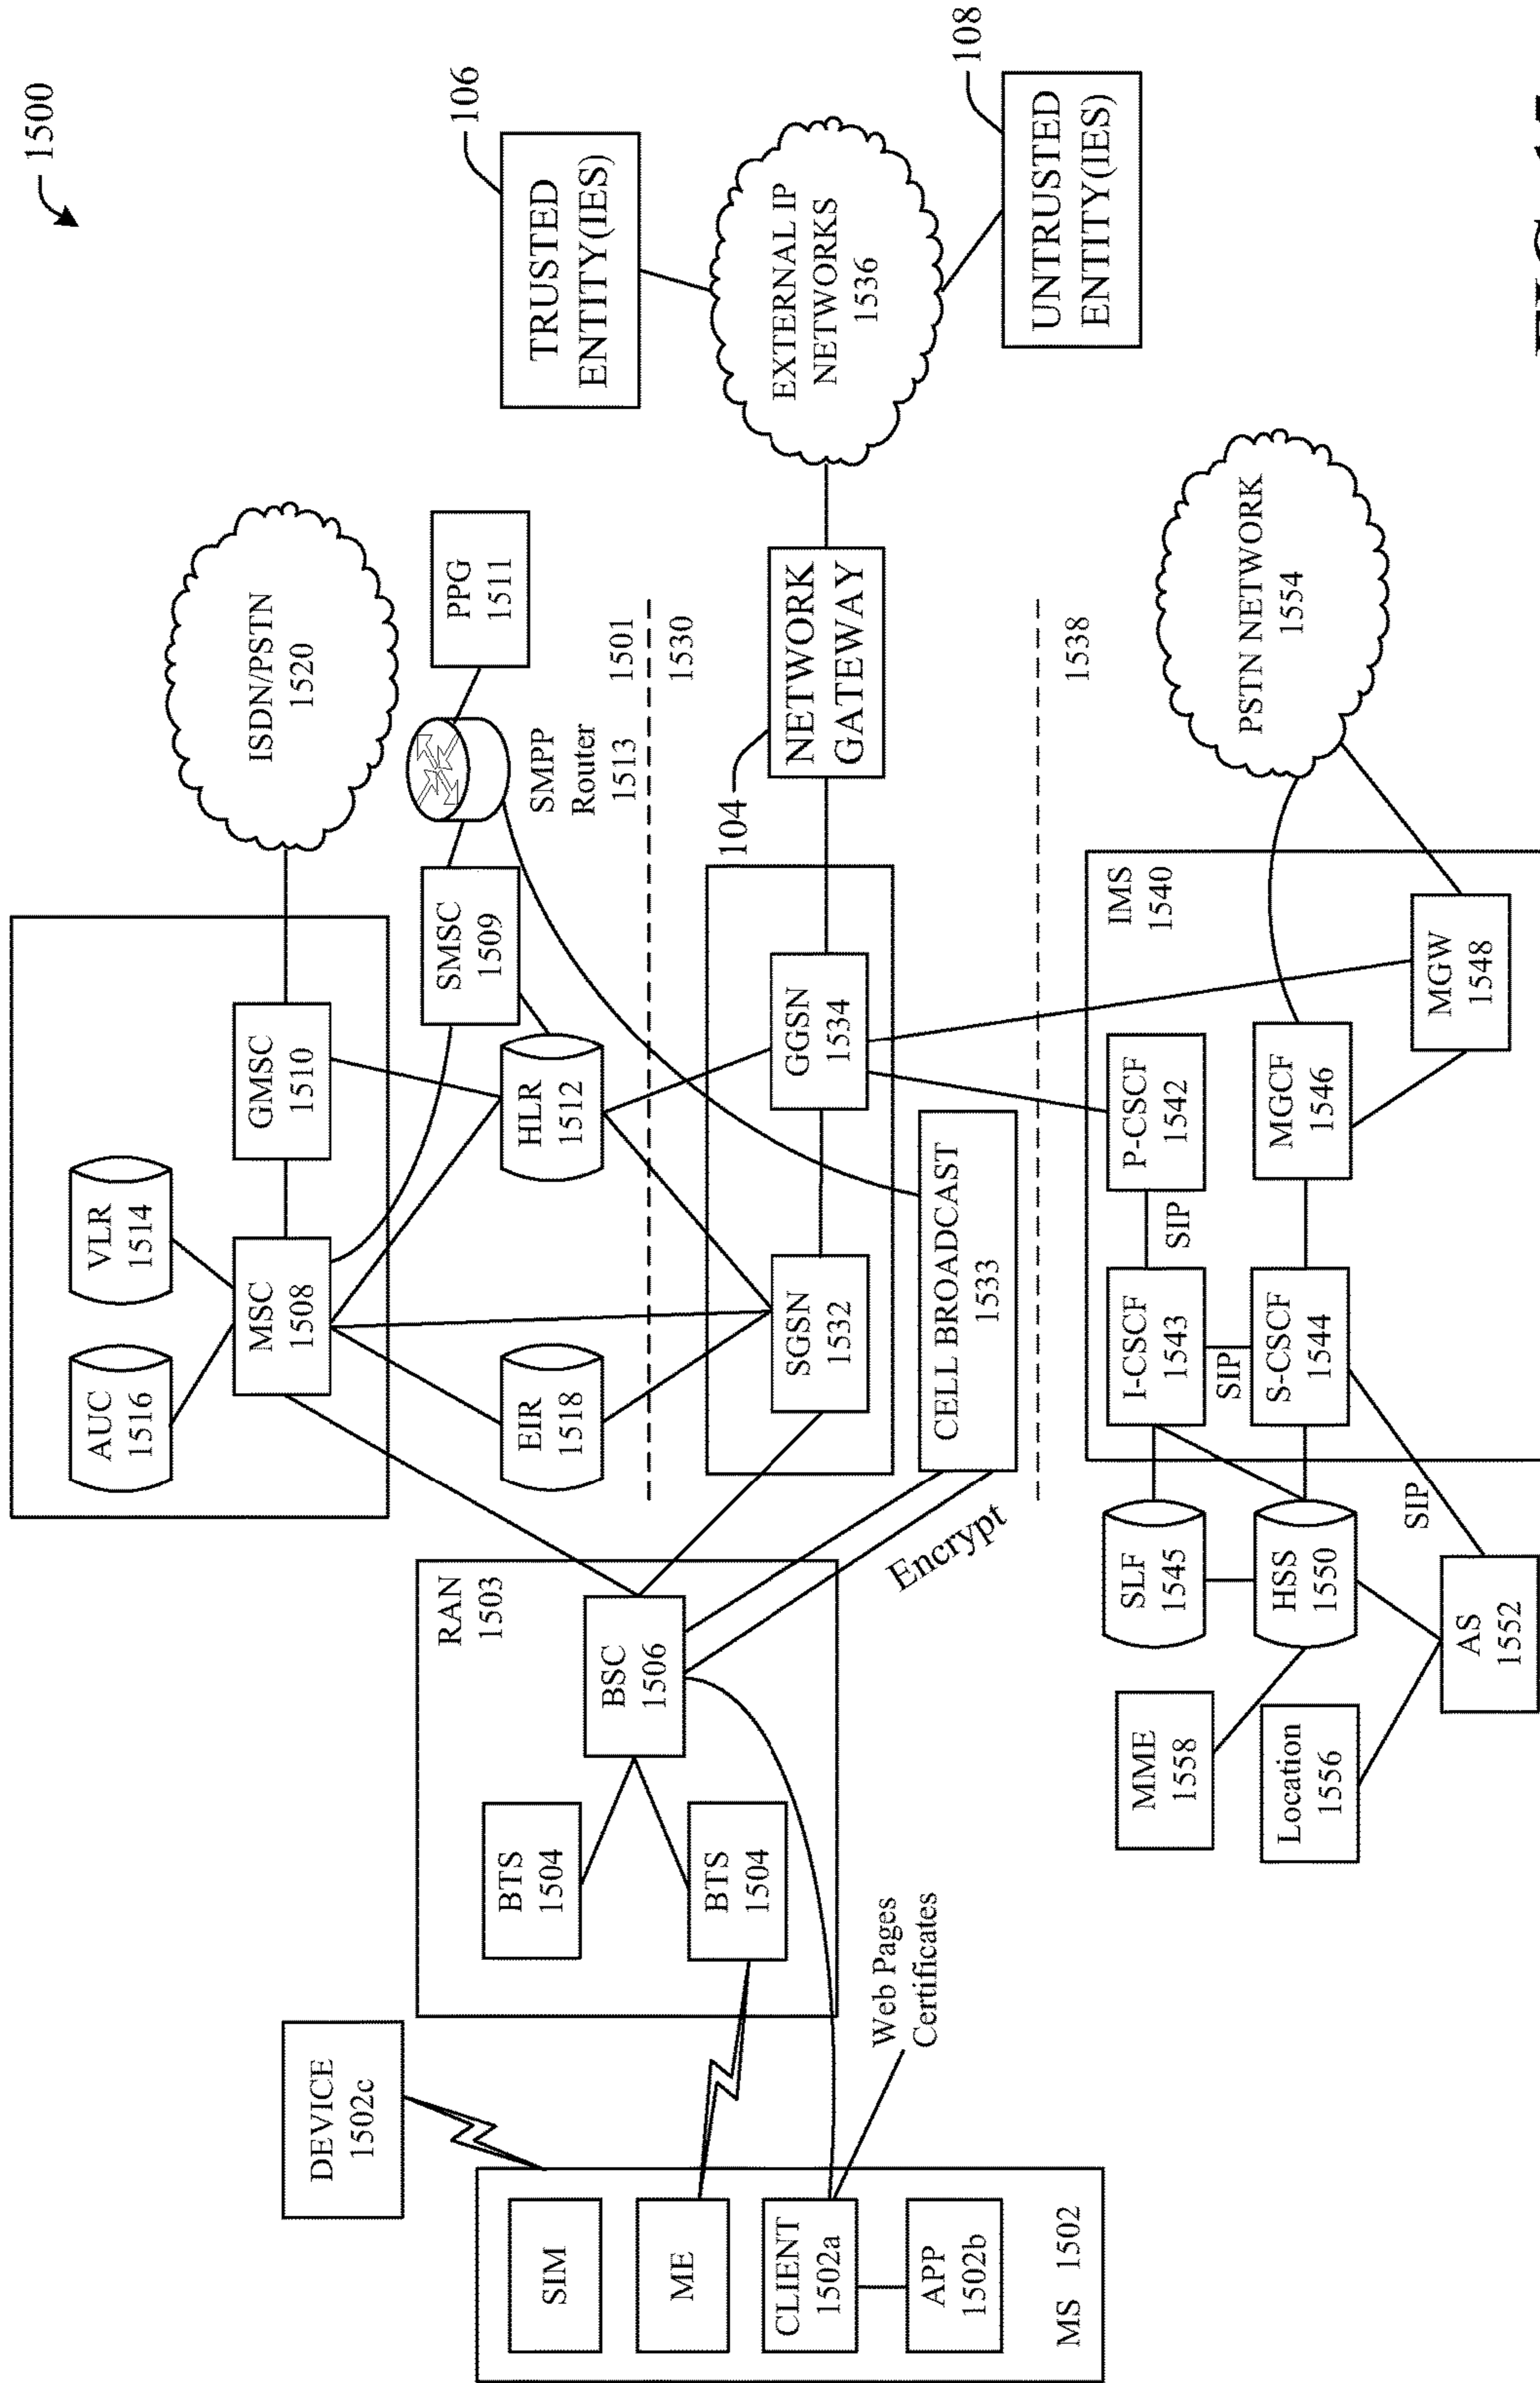 1500
AUC
1516
VLR
1514
MSC
1508
GMSC
1510
ISDN/PSTN
1520
DEVICE
1502c
RAN
1503
BTS
1504
BTS
1504
BSC
1506
EIR
1518
HLR
1512
SMSC
1509
PPG
1511
SMPP
Router
1513
1501
1530
TRUSTED
ENTITY(IES)
106
SIM
ME
CLIENT
1502a
APP
1502b
MS 1502
Web Pages
Certificates
SGSN
1532
GGSN
1534
104
NETWORK
GATEWAY
EXTERNAL IP
NETWORKS
1536
UNTRUSTED
ENTITY(IES)
108
CELL BROADCAST
1533
Encrypt
1538
IMS
1540
MME
1558
Location
1556
SLF
1545
HSS
1550
AS
1552
SIP
I-CSCF
1543
SIP
S-CSCF
1544
SIP
P-CSCF
1542
MGCF
1546
MGW
1548
PSTN NETWORK
1554